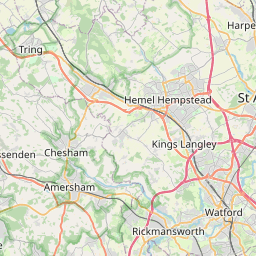 Harpe
Tring
Hemel Hempstead
St A
Kings Langley
Chesham
ssenden
Amersham
Watford
Rickmansworth